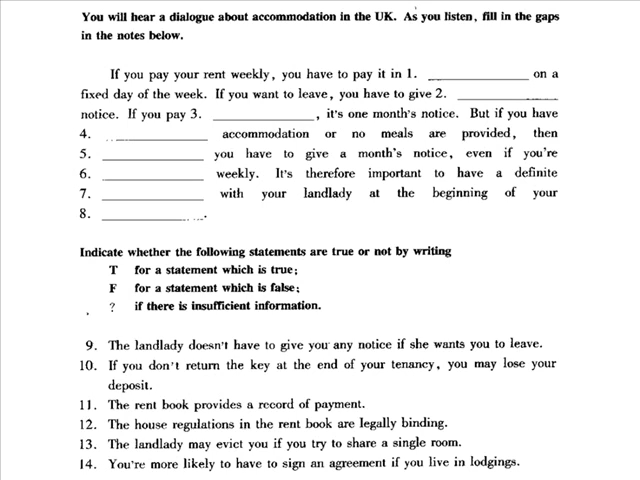 You will hear a dialogue about accommodation in the UK. As you listen, fill in the gaps
in the notes below.
If you pay your rent weekly, you have to pay it in 1. ____________ on a
fixed day of the week. If you want to leave, you have to give 2. ____________
notice. If you pay 3. ____________, it's one month's notice. But if you have
4. ____________ accommodation or no meals are provided, then
5. ____________ you have to give a month's notice, even if you're
6. ____________ weekly. It's therefore important to have a definite
7. ____________ with your landlady at the beginning of your
8. ____________.
Indicate whether the following statements are true or not by writing
T for a statement which is true;
F for a statement which is false;
? if there is insufficient information.
9. The landlady doesn't have to give you any notice if she wants you to leave.
10. If you don't return the key at the end of your tenancy, you may lose your
deposit.
11. The rent book provides a record of payment.
12. The house regulations in the rent book are legally binding.
13. The landlady may evict you if you try to share a single room.
14. You're more likely to have to sign an agreement if you live in lodgings.